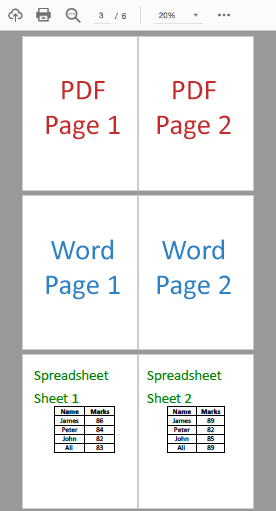 3 / 6 20%
PDF
Page 1
PDF
Page 2
Word
Page 1
Word
Page 2
Spreadsheet
Sheet 1
Name Marks
James 86
Peter 84
John 82
Ali 83
Spreadsheet
Sheet 2
Name Marks
James 89
Peter 82
John 85
Ali 89